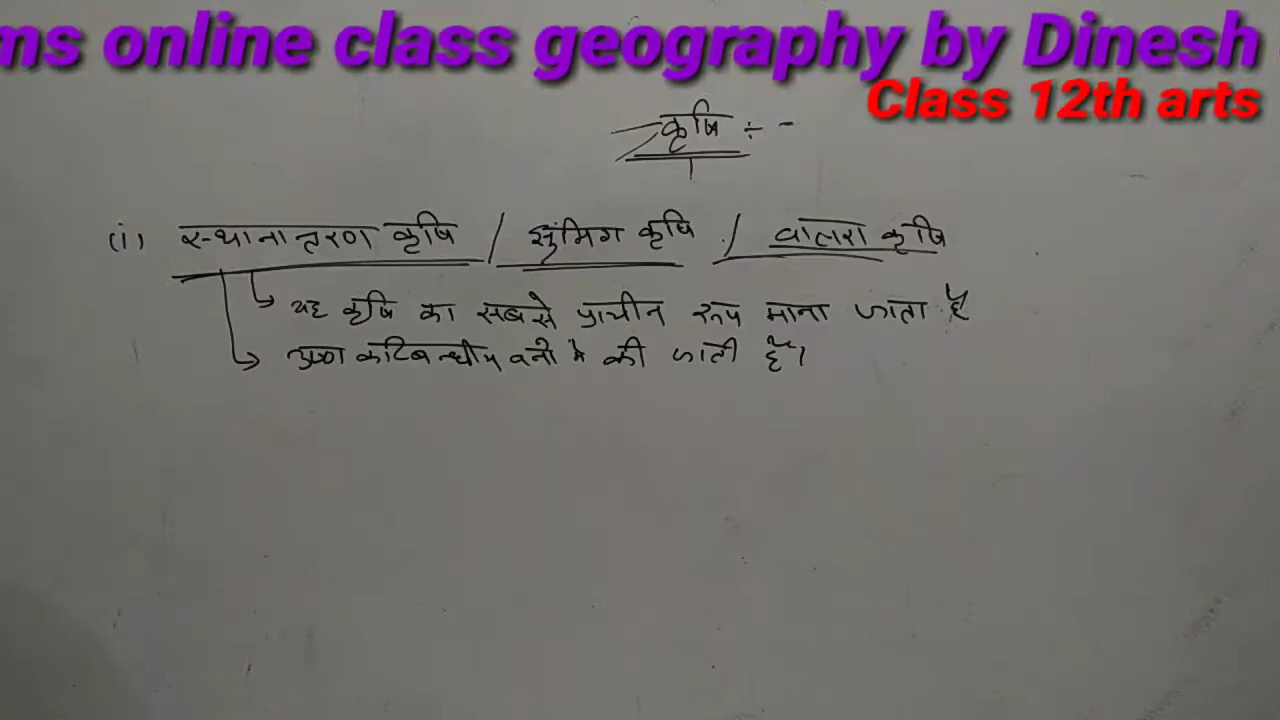 ms online class geography by Dinesh
Class 12th arts
कृषि ÷ -
(i) स्थानान्तरण कृषि / झुमिंग कृषि / वालरा कृषि
यह कृषि का सबसे प्राचीन रूप माना जाता है
उष्ण कटिबन्धीय वनो मे की जाती है।